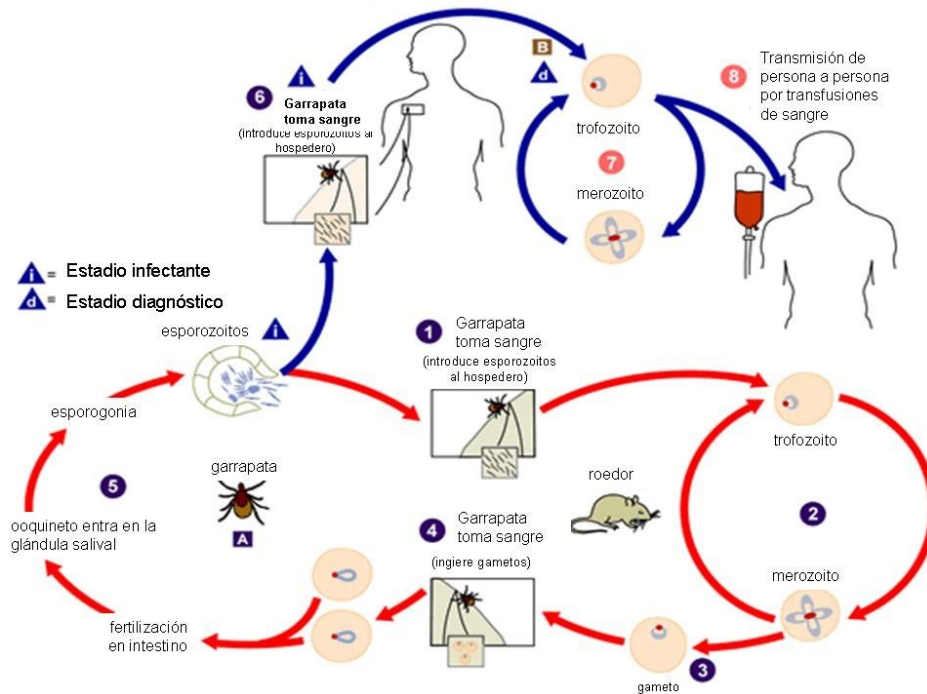 B
d
8
Transmisión de
persona a persona
por transfusiones
de sangre
i
6
Garrapata
toma sangre
(introduce esporozoitos al
hospedero)
trofozoito
7
merozoito
i = Estadio infectante
d = Estadio diagnóstico
esporozoitos
i
1
Garrapata
toma sangre
(introduce esporozoitos
al hospedero)
esporogonia
trofozoito
garrapata
A
roedor
5
2
ooquineto entra en la
glándula salival
4
Garrapata
toma sangre
(ingiere gametos)
merozoito
fertilización
en intestino
3
gameto